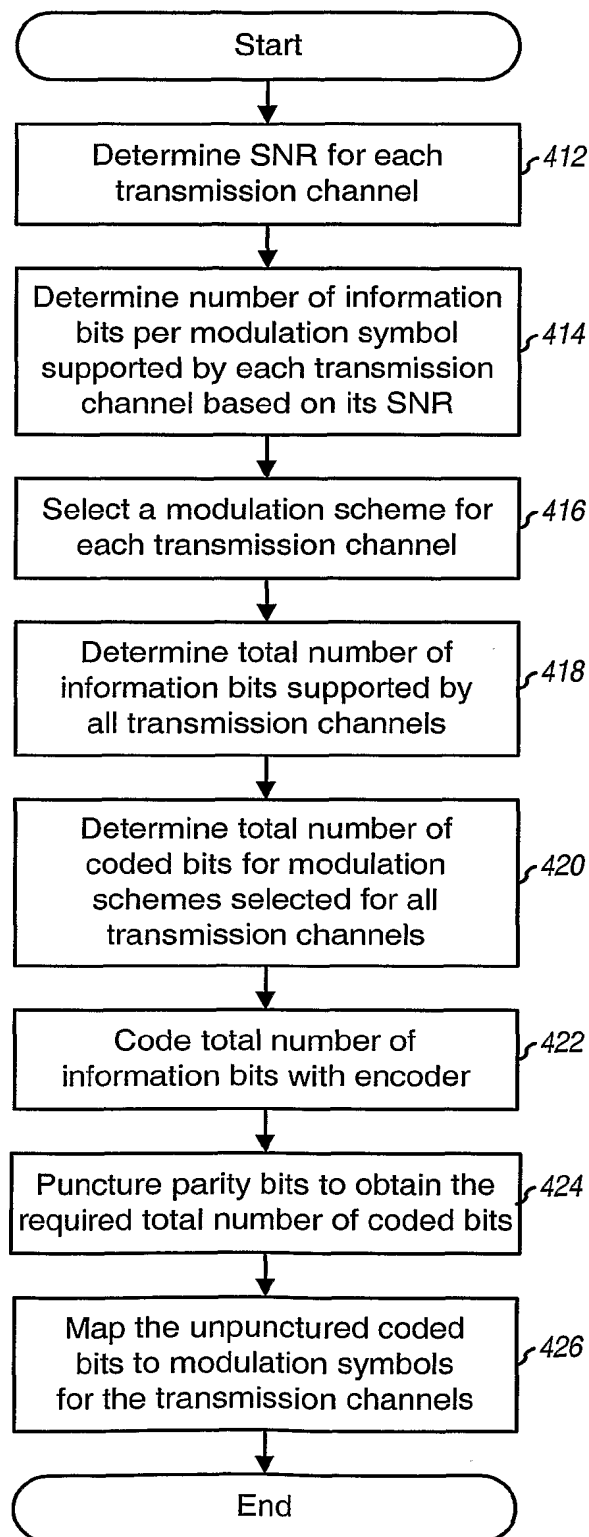 Start
Determine SNR for each
transmission channel
412
Determine number of information
bits per modulation symbol
supported by each transmission
channel based on its SNR
414
Select a modulation scheme for
each transmission channel
416
Determine total number of
information bits supported by
all transmission channels
418
Determine total number of
coded bits for modulation
schemes selected for all
transmission channels
420
Code total number of
information bits with encoder
422
Puncture parity bits to obtain the
required total number of coded bits
424
Map the unpunctured coded
bits to modulation symbols
for the transmission channels
426
End